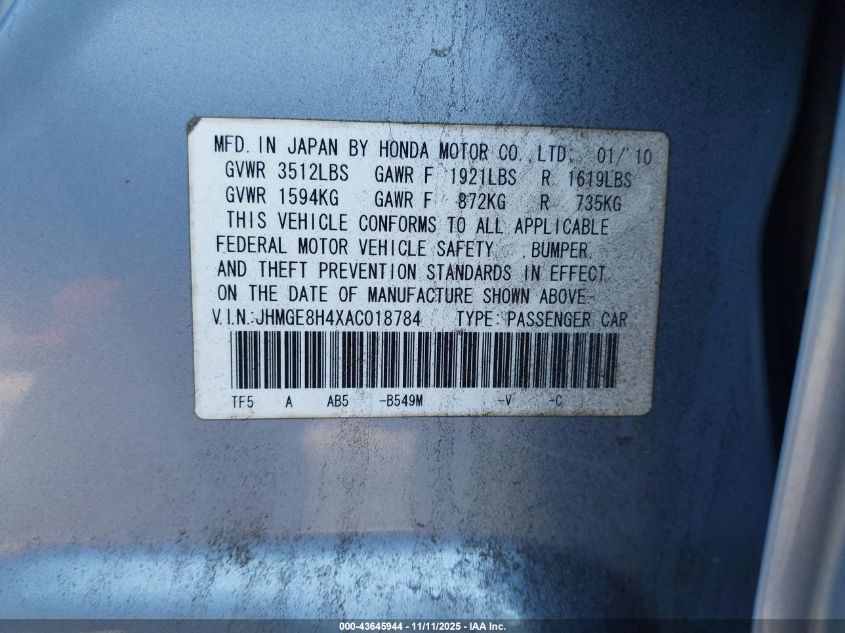 MFD. IN JAPAN BY HONDA MOTOR CO., LTD. 01/'10
GVWR 3512LBS GAWR F 1921LBS R 1619LBS
GVWR 1594KG GAWR F 872KG R 735KG
THIS VEHICLE CONFORMS TO ALL APPLICABLE
FEDERAL MOTOR VEHICLE SAFETY, BUMPER,
AND THEFT PREVENTION STANDARDS IN EFFECT
ON THE DATE OF MANUFACTURE SHOWN ABOVE.
V.I.N.:JHMGE8H4XAC018784 TYPE: PASSENGER CAR
TF5 A AB5 -B549M -V -C
000-43645944 - 11/11/2025 - IAA Inc.